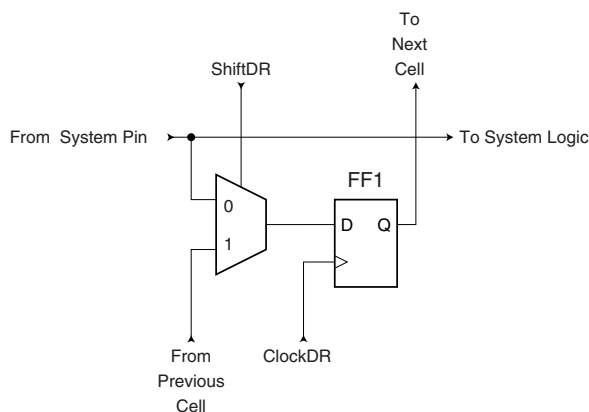 To
Next
Cell
ShiftDR
From System Pin
To System Logic
FF1
0
D Q
1
From
Previous
Cell
ClockDR